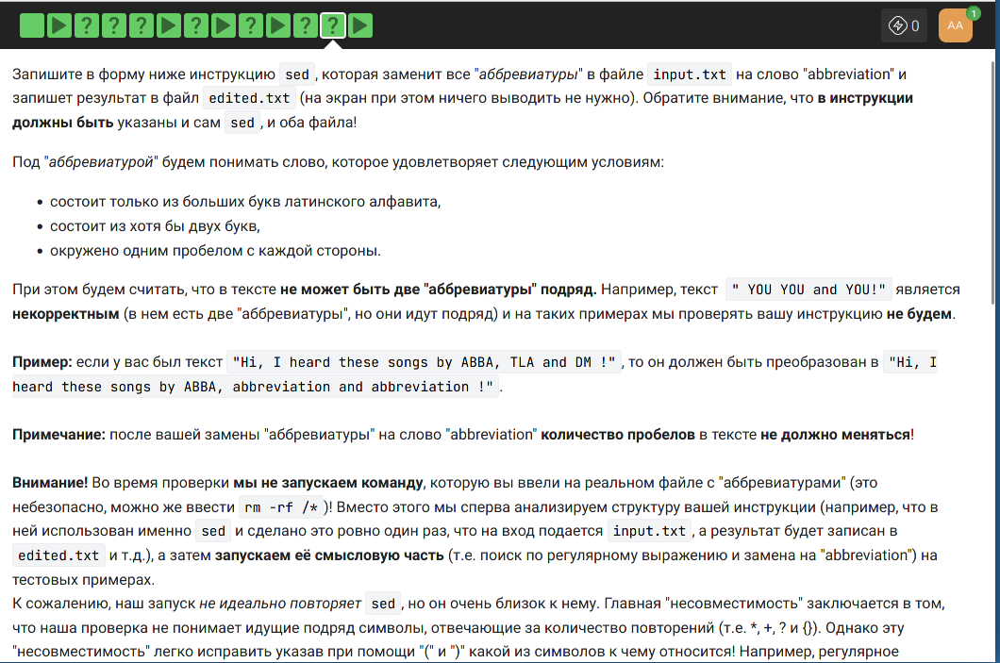 ? ? ? ? ? ? ?
0
AA
1
Запишите в форму ниже инструкцию sed, которая заменит все "аббревиатуры" в файле input.txt на слово "abbreviation" и
запишет результат в файл edited.txt (на экран при этом ничего выводить не нужно). Обратите внимание, что в инструкции
должны быть указаны и сам sed, и оба файла!
Под "аббревиатурой" будем понимать слово, которое удовлетворяет следующим условиям:
• состоит только из больших букв латинского алфавита,
• состоит из хотя бы двух букв,
• окружено одним пробелом с каждой стороны.
При этом будем считать, что в тексте не может быть две "аббревиатуры" подряд. Например, текст " YOU YOU and YOU!" является
некорректным (в нем есть две "аббревиатуры", но они идут подряд) и на таких примерах мы проверять вашу инструкцию не будем.
Пример: если у вас был текст "Hi, I heard these songs by ABBA, TLA and DM !", то он должен быть преобразован в "Hi, I
heard these songs by ABBA, abbreviation and abbreviation !".
Примечание: после вашей замены "аббревиатуры" на слово "abbreviation" количество пробелов в тексте не должно меняться!
Внимание! Во время проверки мы не запускаем команду, которую вы ввели на реальном файле с "аббревиатурами" (это
небезопасно, можно же ввести rm -rf /*)! Вместо этого мы сперва анализируем структуру вашей инструкции (например, что в
ней использован именно sed и сделано это ровно один раз, что на вход подается input.txt, а результат будет записан в
edited.txt и т.д.), а затем запускаем её смысловую часть (т.е. поиск по регулярному выражению и замена на "abbreviation") на
тестовых примерах.
К сожалению, наш запуск не идеально повторяет sed, но он очень близок к нему. Главная "несовместимость" заключается в том,
что наша проверка не понимает идущие подряд символы, отвечающие за количество повторений (т.е. *, +, ? и {}). Однако эту
"несовместимость" легко исправить указав при помощи "(" и ")" какой из символов к чему относится! Например, регулярное